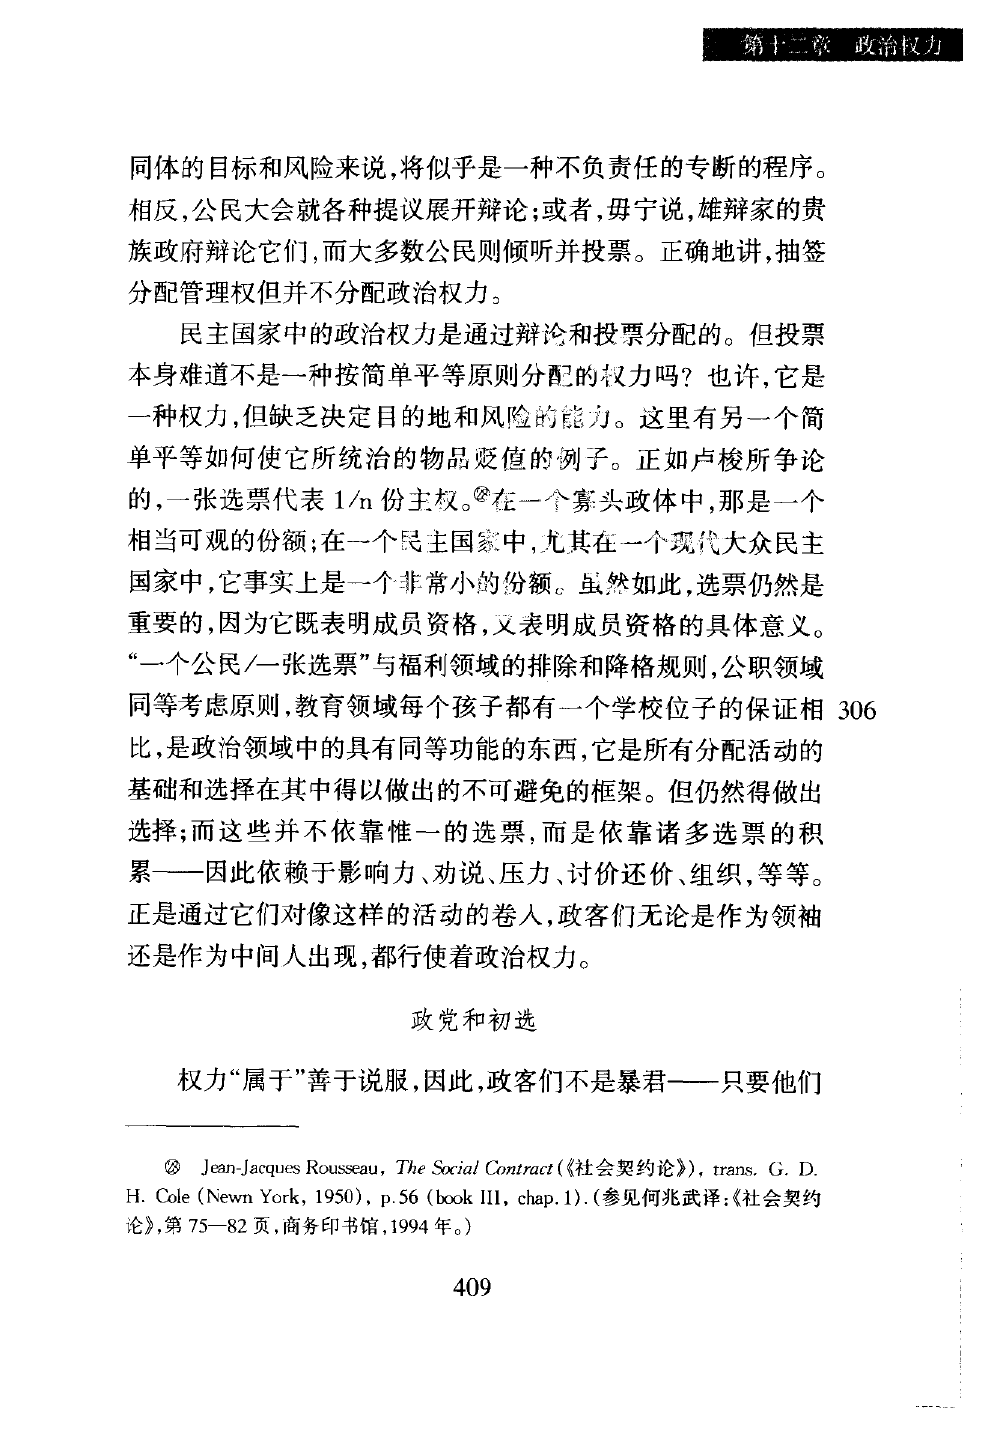 第十二章 政治权力
同体的目标和风险来说,将似乎是一种不负责任的专断的程序。
相反,公民大会就各种提议展开辩论;或者,毋宁说,雄辩家的贵
族政府辩论它们,而大多数公民则倾听并投票。正确地讲,抽签
分配管理权但并不分配政治权力。
民主国家中的政治权力是通过辩论和投票分配的。但投票
本身难道不是一种按简单平等原则分配的权力吗?也许,它是
一种权力,但缺乏决定目的地和风险的能力。这里有另一个简
单平等如何使它所统治的物品贬值的例子。正如卢梭所争论
的,一张选票代表 1/n 份主权。㉘在一个寡头政体中,那是一个
相当可观的份额;在一个民主国家中,尤其在一个现代大众民主
国家中,它事实上是一个非常小的份额。虽然如此,选票仍然是
重要的,因为它既表明成员资格,又表明成员资格的具体意义。
“一个公民/一张选票”与福利领域的排除和降格规则,公职领域
同等考虑原则,教育领域每个孩子都有一个学校位子的保证相 306
比,是政治领域中的具有同等功能的东西,它是所有分配活动的
基础和选择在其中得以做出的不可避免的框架。但仍然得做出
选择;而这些并不依靠惟一的选票,而是依靠诸多选票的积
累——因此依赖于影响力、劝说、压力、讨价还价、组织,等等。
正是通过它们对像这样的活动的卷人,政客们无论是作为领袖
还是作为中间人出现,都行使着政治权力。
政党和初选
权力“属于”善于说服,因此,政客们不是暴君——只要他们
㉘ Jean-Jacques Rousseau, The Social Contract (《社会契约论》), trans. G. D.
H. Cole (Newn York, 1950), p.56 (book III, chap.1).(参见何兆武译:《社会契约
论》,第 75—82 页,商务印书馆,1994 年。)
409